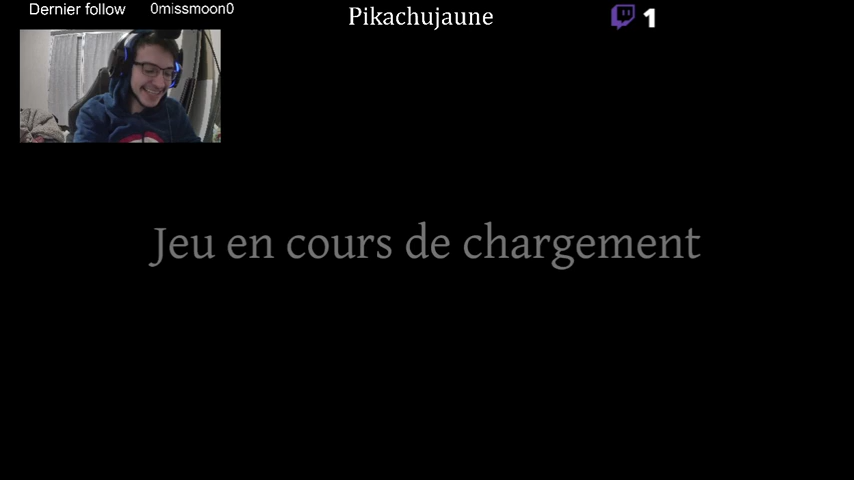 Dernier follow 0missmoon0
Pikachujaune
1
Jeu en cours de chargement